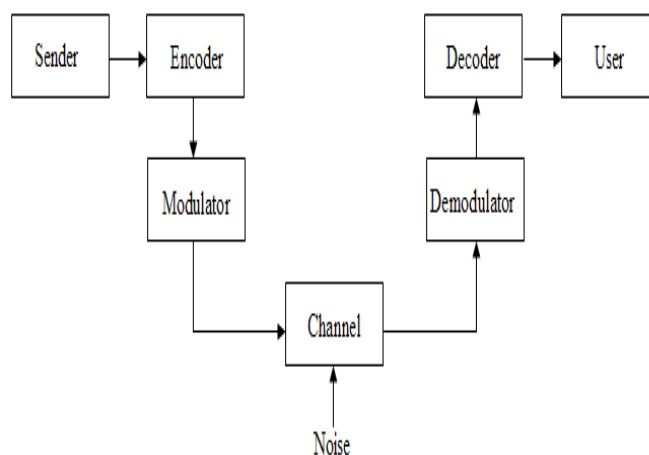 Sender
Encoder
Decoder
User
Modulator
Demodulator
Channel
Noise